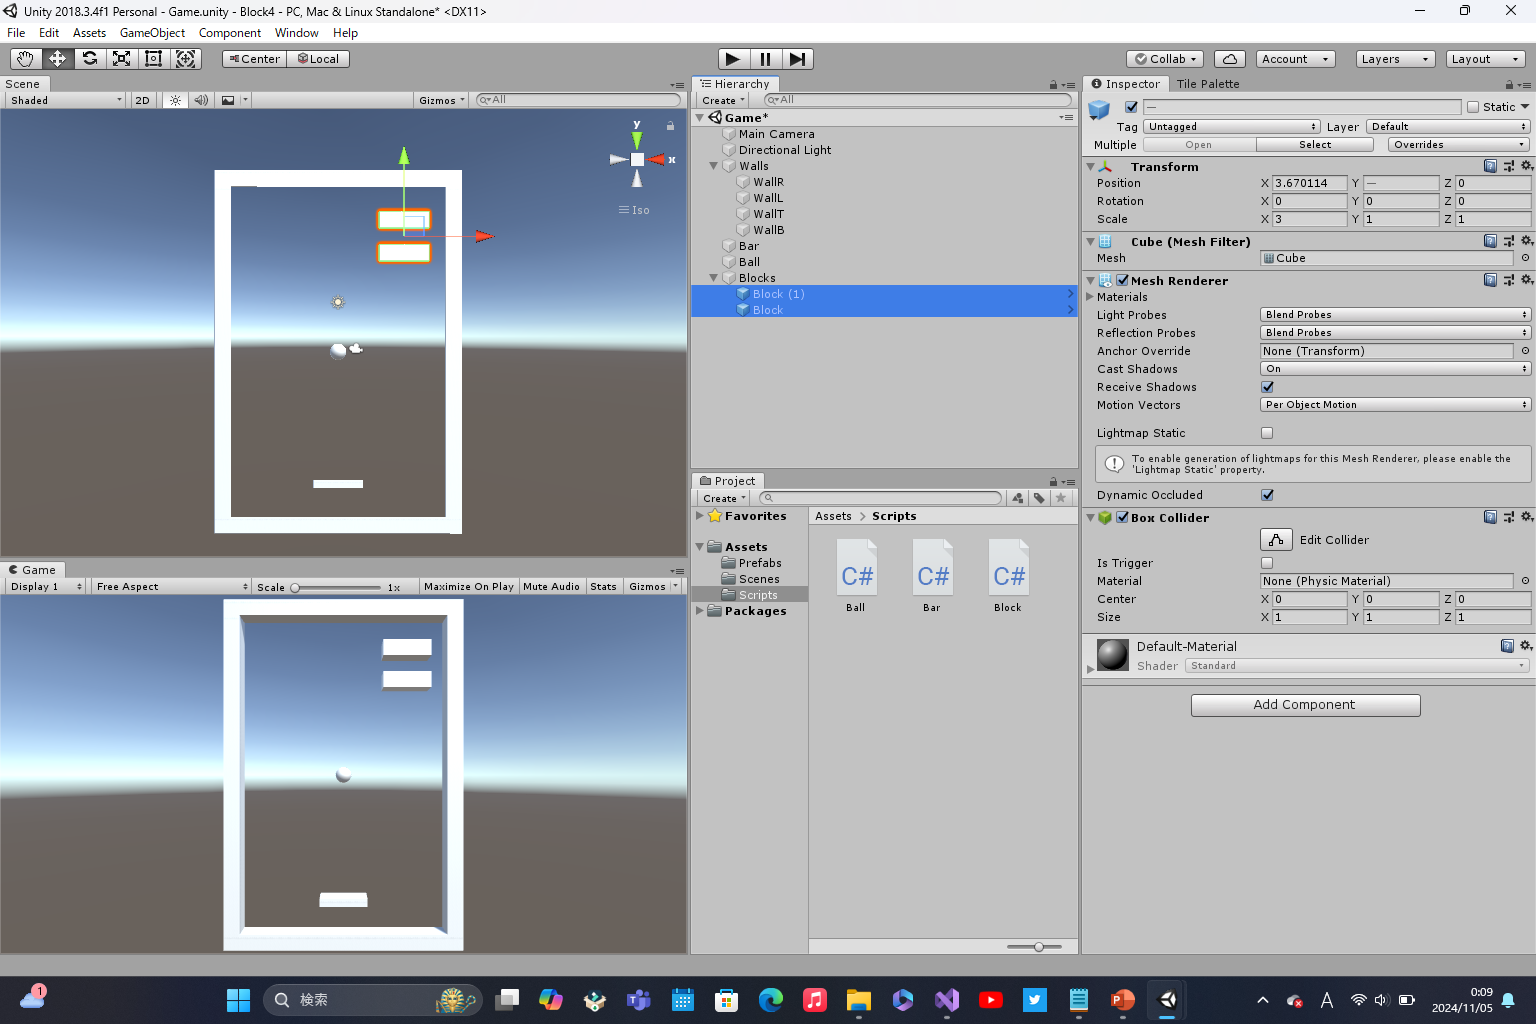 Unity 2018.3.4f1 Personal - Game.unity - Block4 - PC, Mac & Linux Standalone* <DX11>
File Edit Assets GameObject Component Window Help
Center Local Collab Account Layers Layout
Scene
Shaded 2D Gizmos All
y
x
Iso
Hierarchy
Create All
Game*
Main Camera
Directional Light
Walls
WallR
WallL
WallT
WallB
Bar
Ball
Blocks
Block (1)
Block
Project
Create
Favorites
Assets
Prefabs
Scenes
Scripts
Packages
Assets > Scripts
C# C# C#
Ball Bar Block
Game
Display 1 Free Aspect Scale 1x Maximize On Play Mute Audio Stats Gizmos
Inspector Tile Palette
— Static
Tag Untagged Layer Default
Multiple Open Select Overrides
Transform
Position X 3.670114 Y — Z 0
Rotation X 0 Y 0 Z 0
Scale X 3 Y 1 Z 1
Cube (Mesh Filter)
Mesh Cube
Mesh Renderer
Materials
Light Probes Blend Probes
Reflection Probes Blend Probes
Anchor Override None (Transform)
Cast Shadows On
Receive Shadows
Motion Vectors Per Object Motion
Lightmap Static
To enable generation of lightmaps for this Mesh Renderer, please enable the
'Lightmap Static' property.
Dynamic Occluded
Box Collider
Edit Collider
Is Trigger
Material None (Physic Material)
Center X 0 Y 0 Z 0
Size X 1 Y 1 Z 1
Default-Material
Shader Standard
Add Component
1
検索
A
0:09
2024/11/05